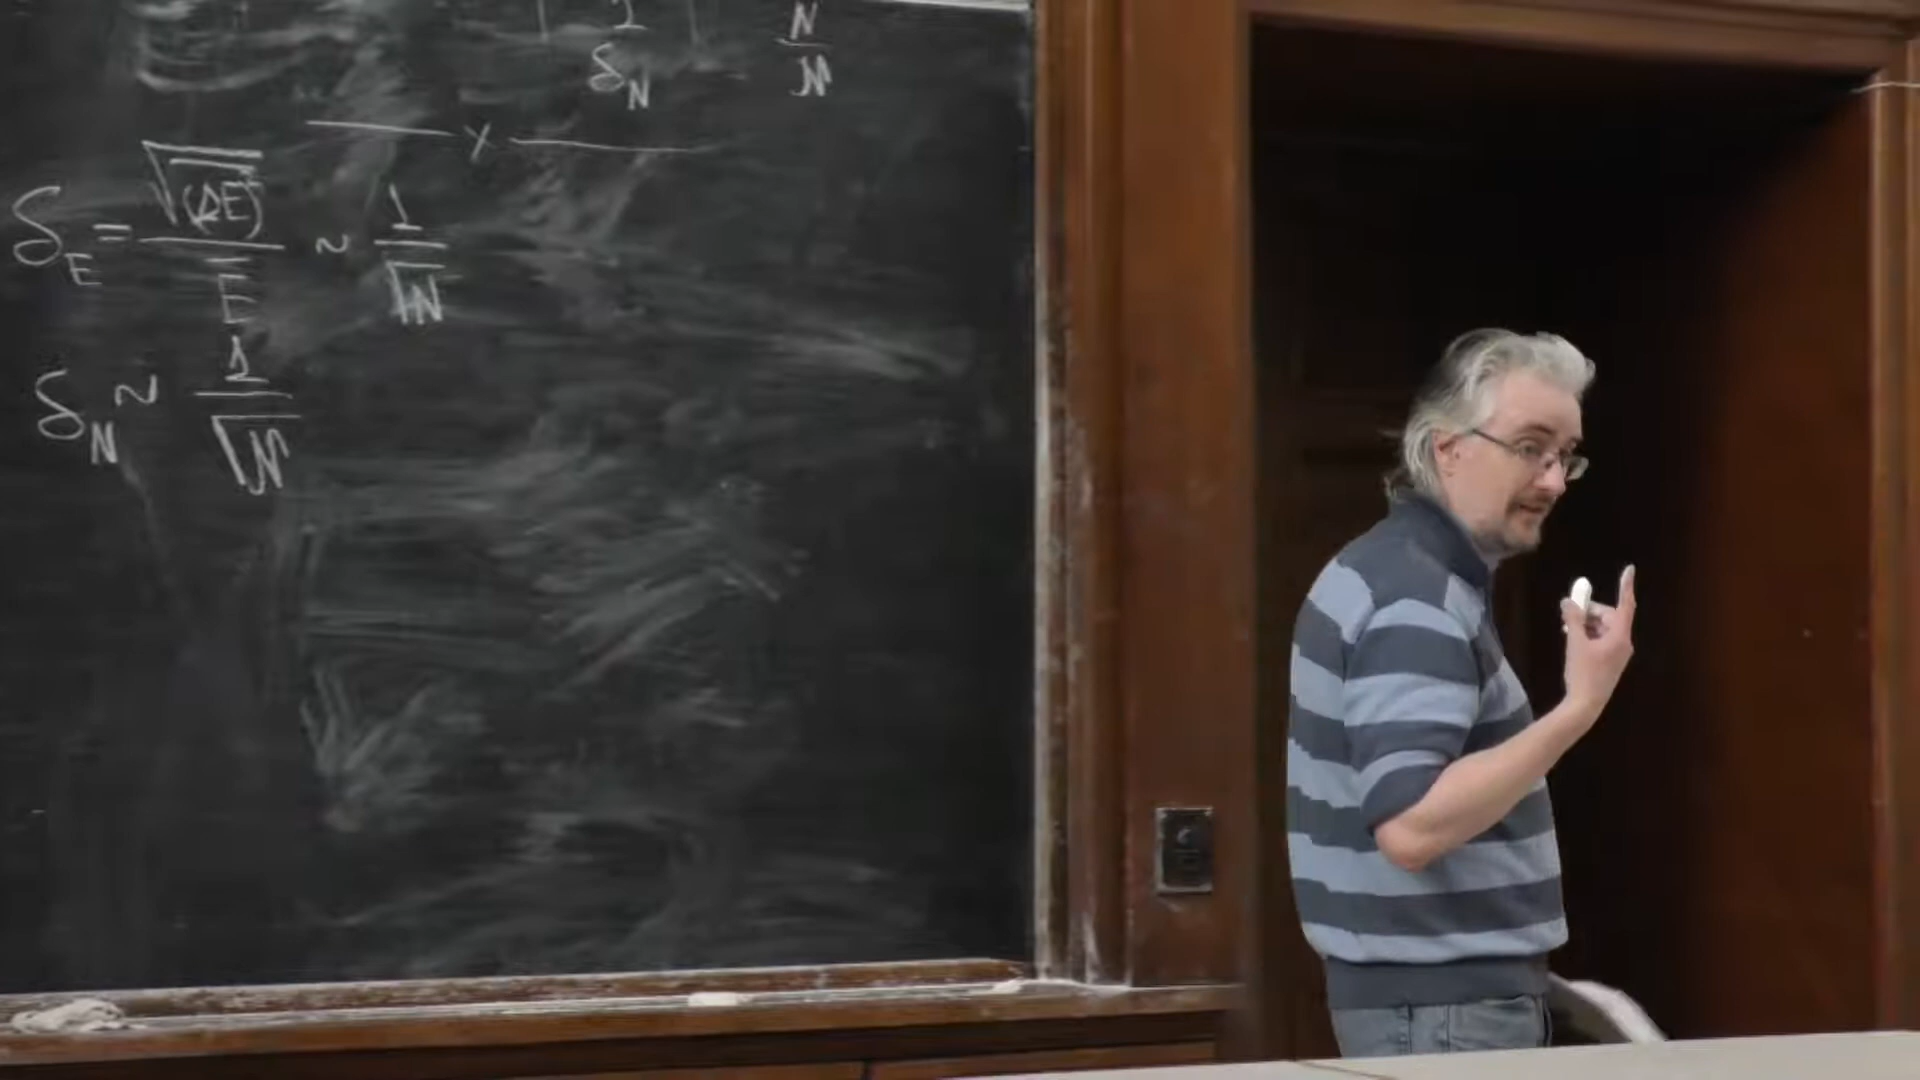 1 N
δ_N 𝒩
δ_E = √(ΔE)² / E̅ ~ 1/√N
δ_N ~ 1/√𝒩